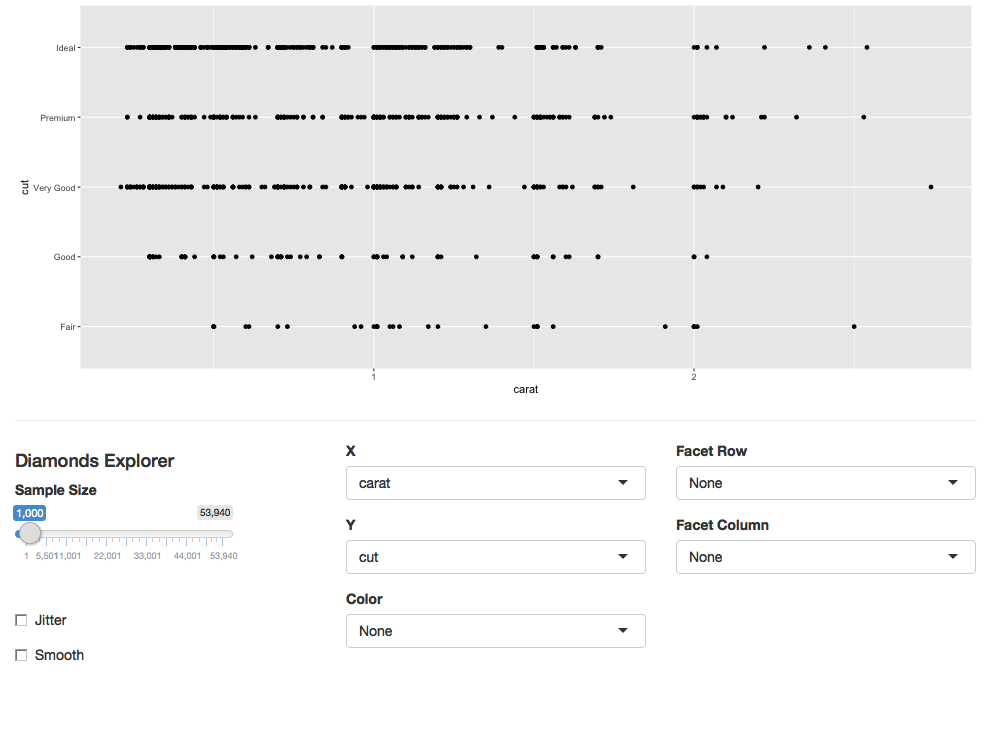 Ideal
Premium
cut
Very Good
Good
Fair
1 2
carat
Diamonds Explorer
Sample Size
1,000 53,940
1 5,501 11,001 22,001 33,001 44,001 53,940
Jitter
Smooth
X
carat
Y
cut
Color
None
Facet Row
None
Facet Column
None